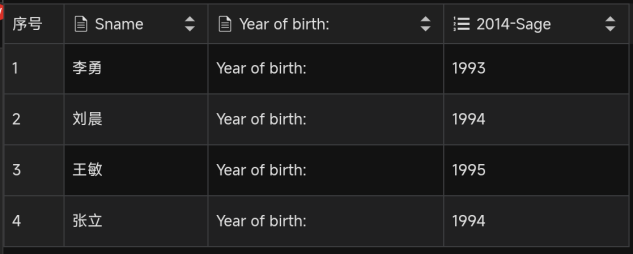 序号 Sname Year of birth: 2014-Sage
1 李勇 Year of birth: 1993
2 刘晨 Year of birth: 1994
3 王敏 Year of birth: 1995
4 张立 Year of birth: 1994